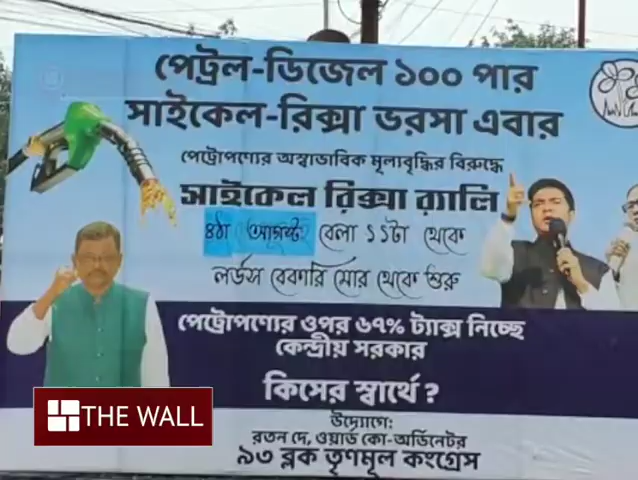 পেট্রল-ডিজেল ১০০ পার
সাইকেল-রিক্সা ভরসা এবার
পেট্রোপণ্যের অস্বাভাবিক মূল্যবৃদ্ধির বিরুদ্ধে
সাইকেল রিক্সা র‍্যালি
৪ঠা আগস্ট বেলা ১১টা থেকে
লর্ডস বেকারি মোর থেকে শুরু
পেট্রোপণ্যের ওপর ৬৭% ট্যাক্স নিচ্ছে
কেন্দ্রীয় সরকার
কিসের স্বার্থে?
THE WALL
উদ্যোগে:
রতন দে, ওয়ার্ড কো-অর্ডিনেটর
৯৩ ব্লক তৃণমূল কংগ্রেস